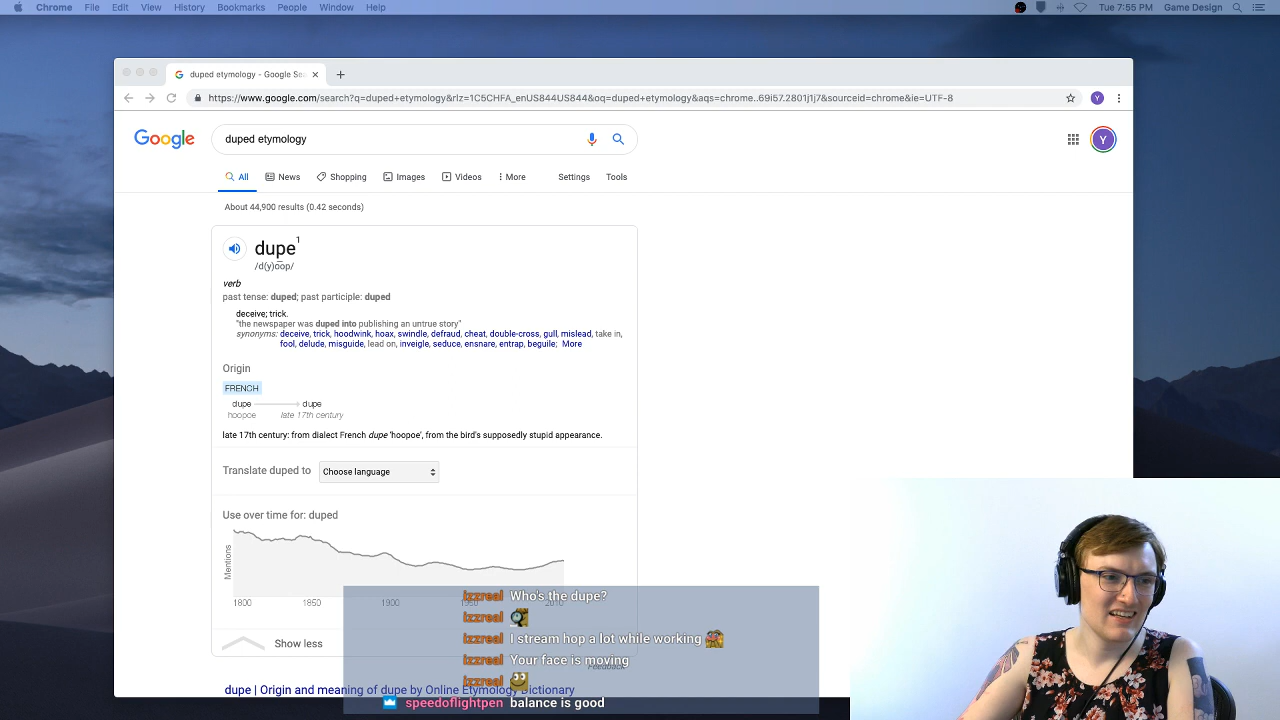 Chrome File Edit View History Bookmarks People Window Help Tue 7:55 PM Game Design
duped etymology - Google Sea
https://www.google.com/search?q=duped+etymology&rlz=1C5CHFA_enUS844US844&oq=duped+etymology&aqs=chrome..69i57.2801j1j7&sourceid=chrome&ie=UTF-8 Y
Google duped etymology Y
All News Shopping Images Videos More Settings Tools
About 44,900 results (0.42 seconds)
dupe1
/d(y)o͞op/
verb
past tense: duped; past participle: duped
deceive; trick.
"the newspaper was duped into publishing an untrue story"
synonyms: deceive, trick, hoodwink, hoax, swindle, defraud, cheat, double-cross, gull, mislead, take in,
fool, delude, misguide, lead on, inveigle, seduce, ensnare, entrap, beguile; More
Origin
FRENCH
dupe dupe
hoopoe late 17th century
late 17th century: from dialect French dupe 'hoopoe', from the bird's supposedly stupid appearance.
Translate duped to Choose language
Use over time for: duped
Mentions
1800 1850 1900 1950 2010
izzreal Who's the dupe?
izzreal
izzreal I stream hop a lot while working
Show less
izzreal Your face is moving
Feedback
izzreal
dupe | Origin and meaning of dupe by Online Etymology Dictionary
speedoflightpen balance is good